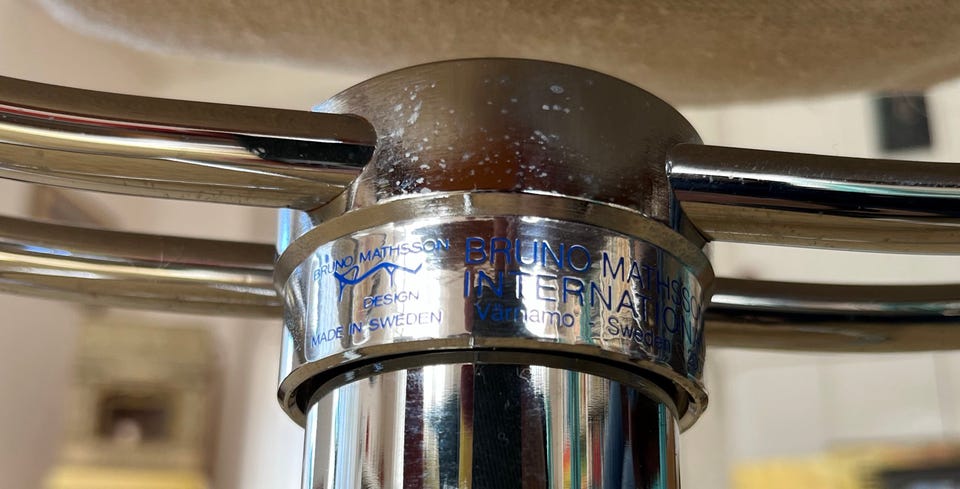 BRUNO MATHSSON
DESIGN
MADE IN SWEDEN
BRUNO MATHSSON
INTERNATIONAL
Värnamo - Sweden